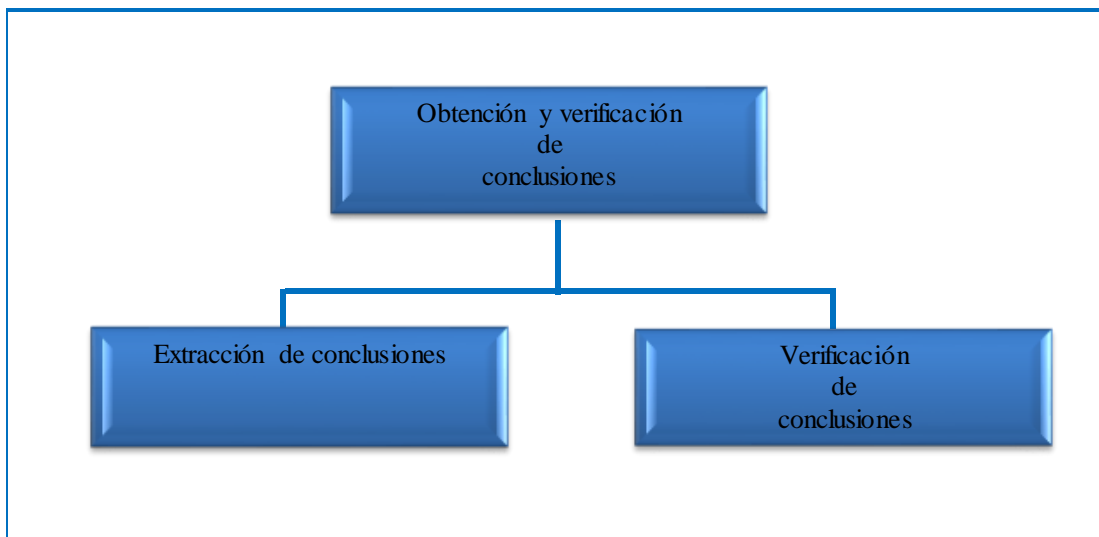 Obtención y verificación
de
conclusiones
Extracción de conclusiones
Verificación
de
conclusiones